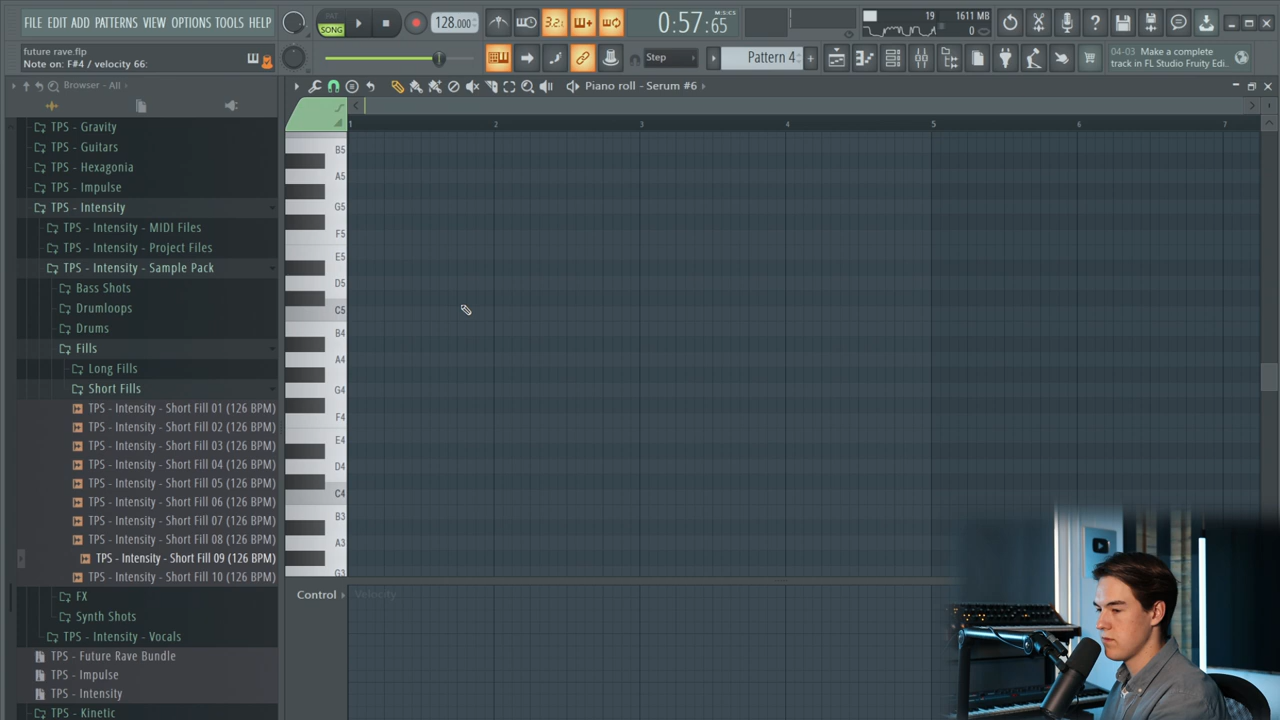 FILE EDIT ADD PATTERNS VIEW OPTIONS TOOLS HELP
SONG
128.000
3.2
0:57:65
M:S:CS
19
1611 MB
0
future rave.flp
Note on: F#4 / velocity 66:
Step
Pattern 4
04-03 Make a complete
track in FL Studio Fruity Edi..
Browser - All
Piano roll - Serum #6
TPS - Gravity
TPS - Guitars
TPS - Hexagonia
TPS - Impulse
TPS - Intensity
TPS - Intensity - MIDI Files
TPS - Intensity - Project Files
TPS - Intensity - Sample Pack
Bass Shots
Drumloops
Drums
Fills
Long Fills
Short Fills
TPS - Intensity - Short Fill 01 (126 BPM)
TPS - Intensity - Short Fill 02 (126 BPM)
TPS - Intensity - Short Fill 03 (126 BPM)
TPS - Intensity - Short Fill 04 (126 BPM)
TPS - Intensity - Short Fill 05 (126 BPM)
TPS - Intensity - Short Fill 06 (126 BPM)
TPS - Intensity - Short Fill 07 (126 BPM)
TPS - Intensity - Short Fill 08 (126 BPM)
TPS - Intensity - Short Fill 09 (126 BPM)
TPS - Intensity - Short Fill 10 (126 BPM)
FX
Synth Shots
TPS - Intensity - Vocals
TPS - Future Rave Bundle
TPS - Impulse
TPS - Intensity
TPS - Kinetic
1 2 3 4 5 6 7
B5
A5
G5
F5
E5
D5
C5
B4
A4
G4
F4
E4
D4
C4
B3
A3
G3
Control
Velocity